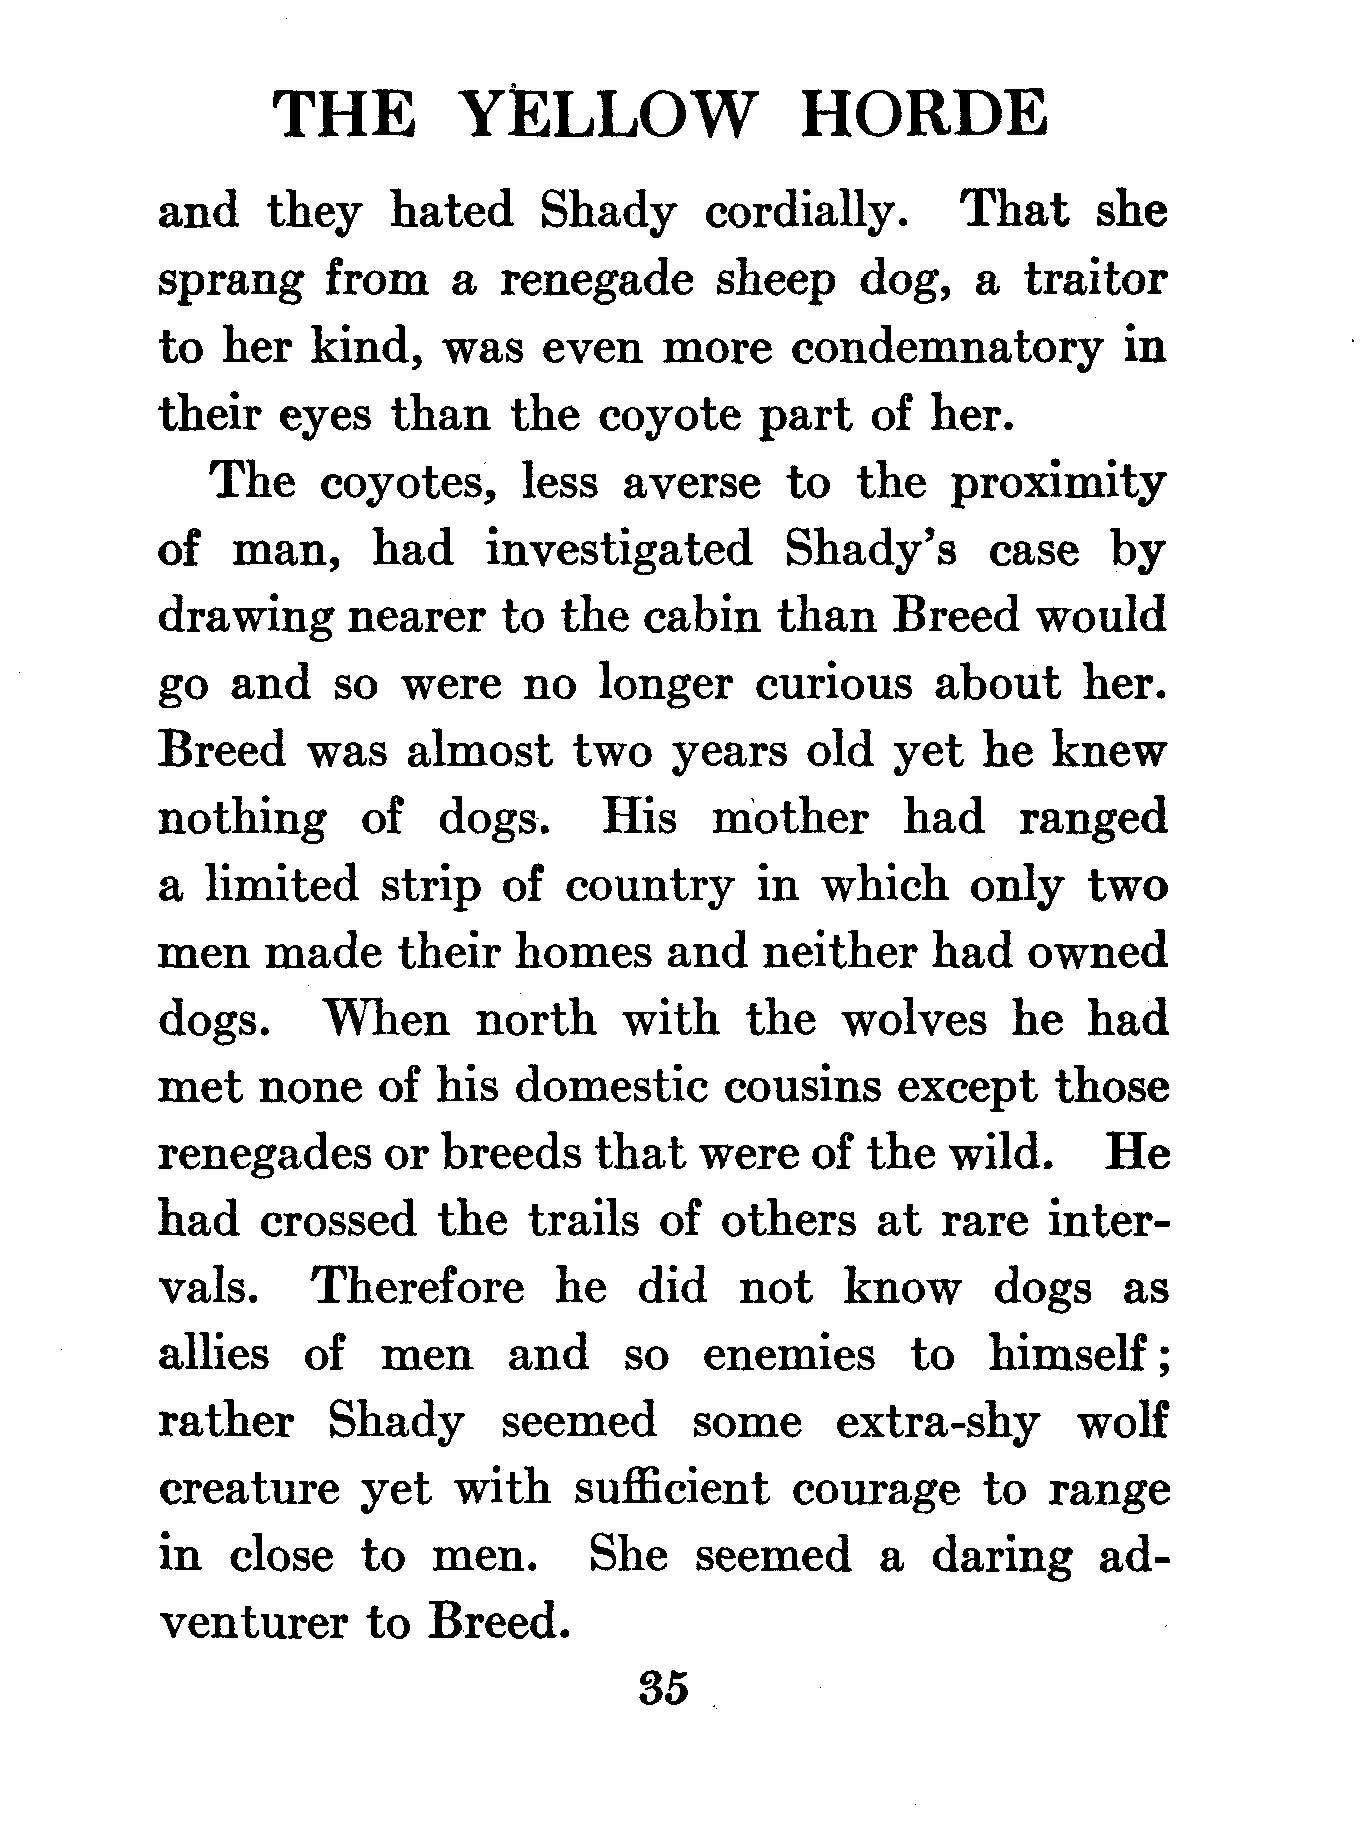 THE YELLOW HORDE
and they hated Shady cordially. That she
sprang from a renegade sheep dog, a traitor
to her kind, was even more condemnatory in
their eyes than the coyote part of her.
The coyotes, less averse to the proximity
of man, had investigated Shady's case by
drawing nearer to the cabin than Breed would
go and so were no longer curious about her.
Breed was almost two years old yet he knew
nothing of dogs. His mother had ranged
a limited strip of country in which only two
men made their homes and neither had owned
dogs. When north with the wolves he had
met none of his domestic cousins except those
renegades or breeds that were of the wild. He
had crossed the trails of others at rare inter-
vals. Therefore he did not know dogs as
allies of men and so enemies to himself;
rather Shady seemed some extra-shy wolf
creature yet with sufficient courage to range
in close to men. She seemed a daring ad-
venturer to Breed.
35